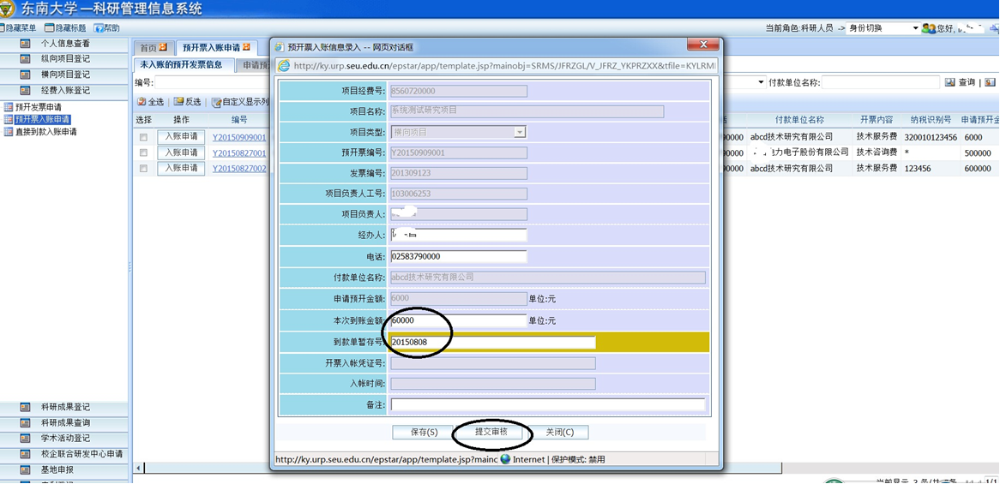 东南大学—科研管理信息系统
隐藏菜单 隐藏标题 帮助
当前角色:科研人员 -> 身份切换 您好,
个人信息查看
纵向项目登记
横向项目登记
经费入账登记
预开发票申请
预开票入账申请
直接到款入账申请
科研成果登记
科研成果查询
学术活动登记
校企联合研发中心申请
基地申报
首页 预开票入账申请
未入账的预开发票信息 申请预
编号: 付款单位名称: 查询
全选 反选 自定义显示列
选择 操作 编号 付款单位名称 开票内容 纳税识别号 申请预开金
入账申请 Y20150909001 90000 abcd技术研究有限公司 技术服务费 320010123456 6000
入账申请 Y20150827001 力电子股份有限公司 技术咨询费 * 500000
入账申请 Y20150827002 90000 abcd技术研究有限公司 技术服务费 123456 600000
预开票入账信息录入 -- 网页对话框
http://ky.urp.seu.edu.cn/epstar/app/template.jsp?mainobj=SRMS/JFRZGL/V_JFRZ_YKPRZXX&tfile=KYLRMI
项目经费号: 8560720000
项目名称: 系统测试研究项目
项目类型: 横向项目
预开票编号: Y20150909001
发票编号: 201309123
项目负责人工号: 103006253
项目负责人:
经办人:
电话: 02583790000
付款单位名称: abcd技术研究有限公司
申请预开金额: 6000 单位:元
本次到账金额: 60000 单位:元
到款单暂存号: 20150808
开票入帐凭证号:
入帐时间:
备注:
保存(S) 提交审核 关闭(C)
http://ky.urp.seu.edu.cn/epstar/app/template.jsp?mainc Internet | 保护模式: 禁用